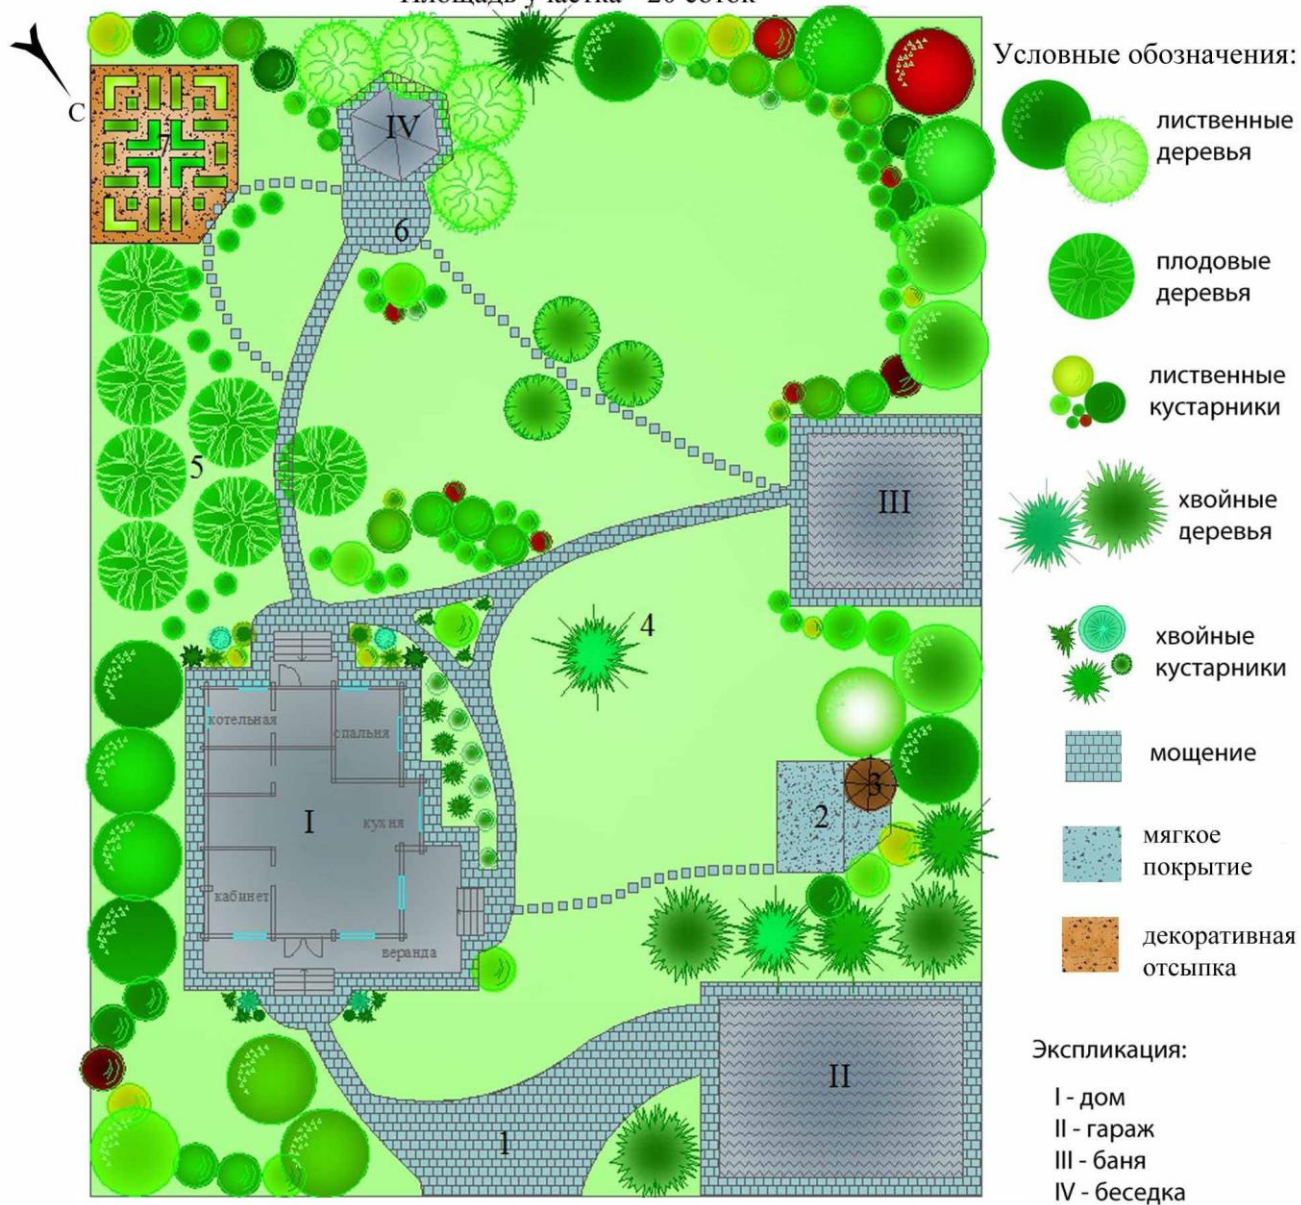 Площадь участка - 20 соток
С
7
IV
6
Условные обозначения:
лиственные
деревья
плодовые
деревья
лиственные
кустарники
5
III
хвойные
деревья
4
хвойные
кустарники
котельная
спальня
мощение
I
кухня
2
3
мягкое
покрытие
кабинет
веранда
декоративная
отсыпка
Экспликация:
II
1
I - дом
II - гараж
III - баня
IV - беседка